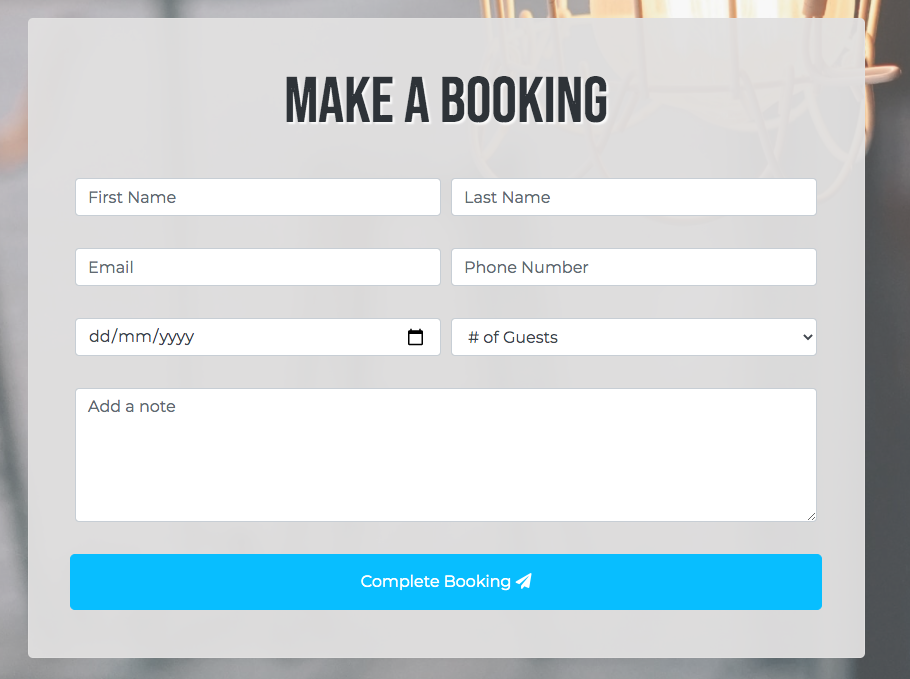 MAKE A BOOKING
First Name
Last Name
Email
Phone Number
dd/mm/yyyy
# of Guests
Add a note
Complete Booking